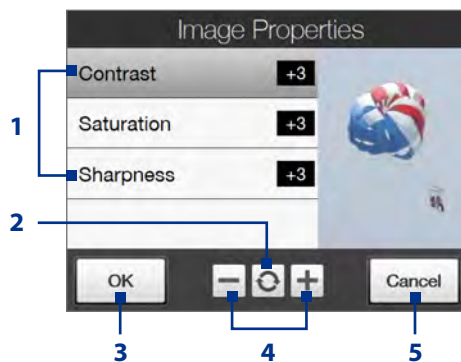 Image Properties
Contrast +3
1
Saturation +3
Sharpness +3
2
OK
Cancel
3
4
5